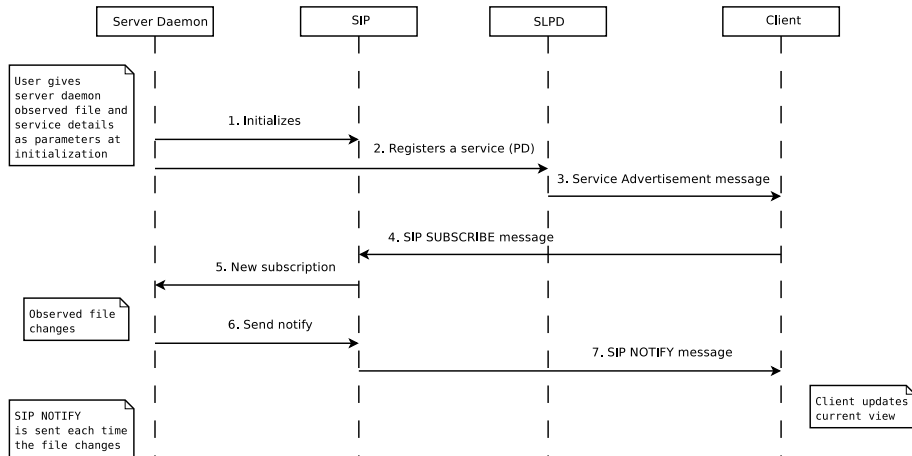 Server Daemon
SIP
SLPD
Client
User gives
server daemon
observed file and
service details
as parameters at
initialization
1. Initializes
2. Registers a service (PD)
3. Service Advertisement message
4. SIP SUBSCRIBE message
5. New subscription
Observed file
changes
6. Send notify
7. SIP NOTIFY message
SIP NOTIFY
is sent each time
the file changes
Client updates
current view